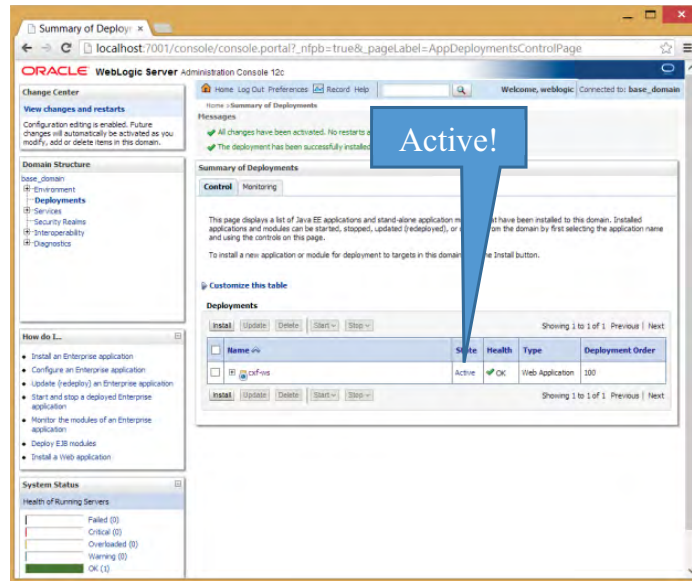 Summary of Deploy
localhost:7001/console/console.portal?_nfpb=true&_pageLabel=AppDeploymentsControlPage
ORACLE WebLogic Server Administration Console 12c
Change Center
View changes and restarts
Configuration editing is enabled. Future
changes will automatically be activated as you
modify, add or delete items in this domain.
Domain Structure
base_domain
Environment
Deployments
Services
Security Realms
Interoperability
Diagnostics
How do I...
Install an Enterprise application
Configure an Enterprise application
Update (redeploy) an Enterprise application
Start and stop a deployed Enterprise
application
Monitor the modules of an Enterprise
application
Deploy EJB modules
Install a Web application
System Status
Health of Running Servers
Failed (0)
Critical (0)
Overloaded (0)
Warning (0)
OK (1)
Home Log Out Preferences Record Help
Welcome, weblogic Connected to: base_domain
Home >Summary of Deployments
Messages
All changes have been activated. No restarts a
The deployment has been successfully installed
Active!
Summary of Deployments
Control Monitoring
This page displays a list of Java EE applications and stand-alone application m at have been installed to this domain. Installed
applications and modules can be started, stopped, updated (redeployed), or from the domain by first selecting the application name
and using the controls on this page.
To install a new application or module for deployment to targets in this domain e Install button.
Customize this table
Deployments
Install Update Delete Start Stop Showing 1 to 1 of 1 Previous | Next
Name State Health Type Deployment Order
cxf-ws Active OK Web Application 100
Install Update Delete Start Stop Showing 1 to 1 of 1 Previous | Next